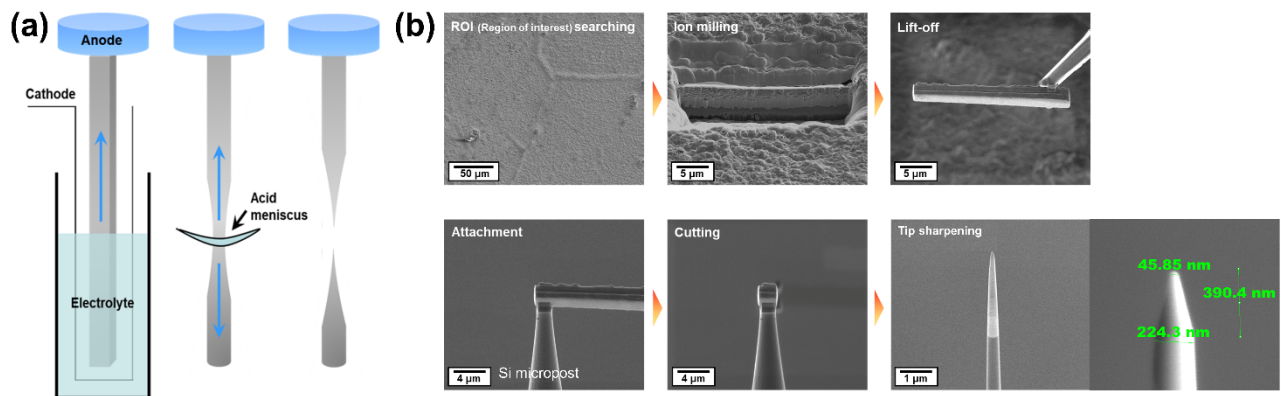 (a)
Anode
Cathode
Acid
meniscus
Electrolyte
(b)
ROI (Region of interest) searching
50 µm
Ion milling
5 µm
Lift-off
5 µm
Attachment
4 µm
Si micropost
Cutting
4 µm
Tip sharpening
1 µm
45.85 nm
390.4 nm
224.3 nm